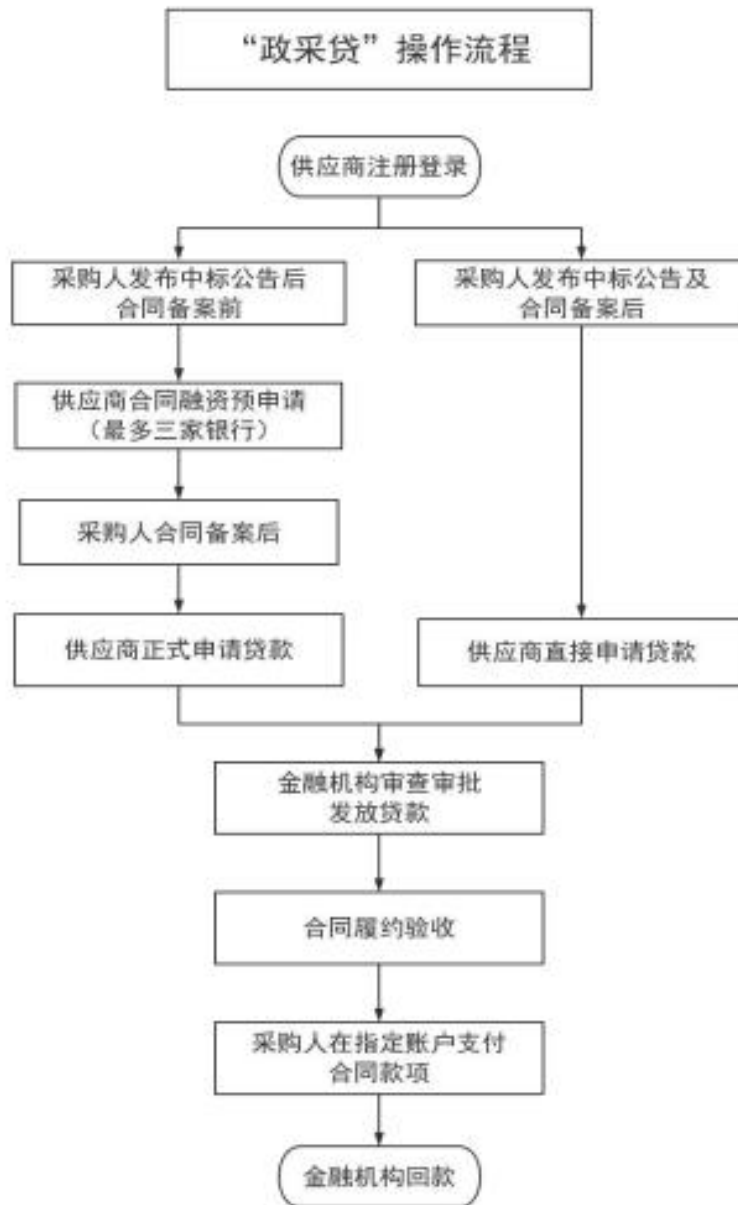 “政采贷”操作流程
供应商注册登录
采购人发布中标公告后
合同备案前
采购人发布中标公告及
合同备案后
供应商合同融资预申请
（最多三家银行）
采购人合同备案后
供应商正式申请贷款
供应商直接申请贷款
金融机构审查审批
发放贷款
合同履约验收
采购人在指定账户支付
合同款项
金融机构回款